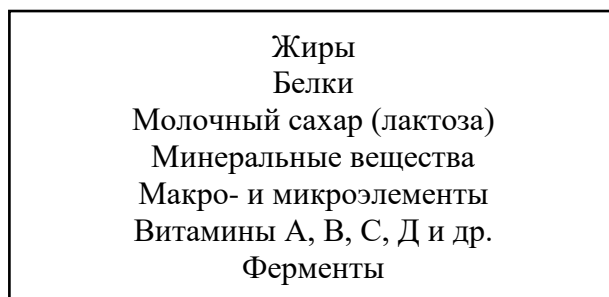 Жиры
Белки
Молочный сахар (лактоза)
Минеральные вещества
Макро- и микроэлементы
Витамины А, В, С, Д и др.
Ферменты